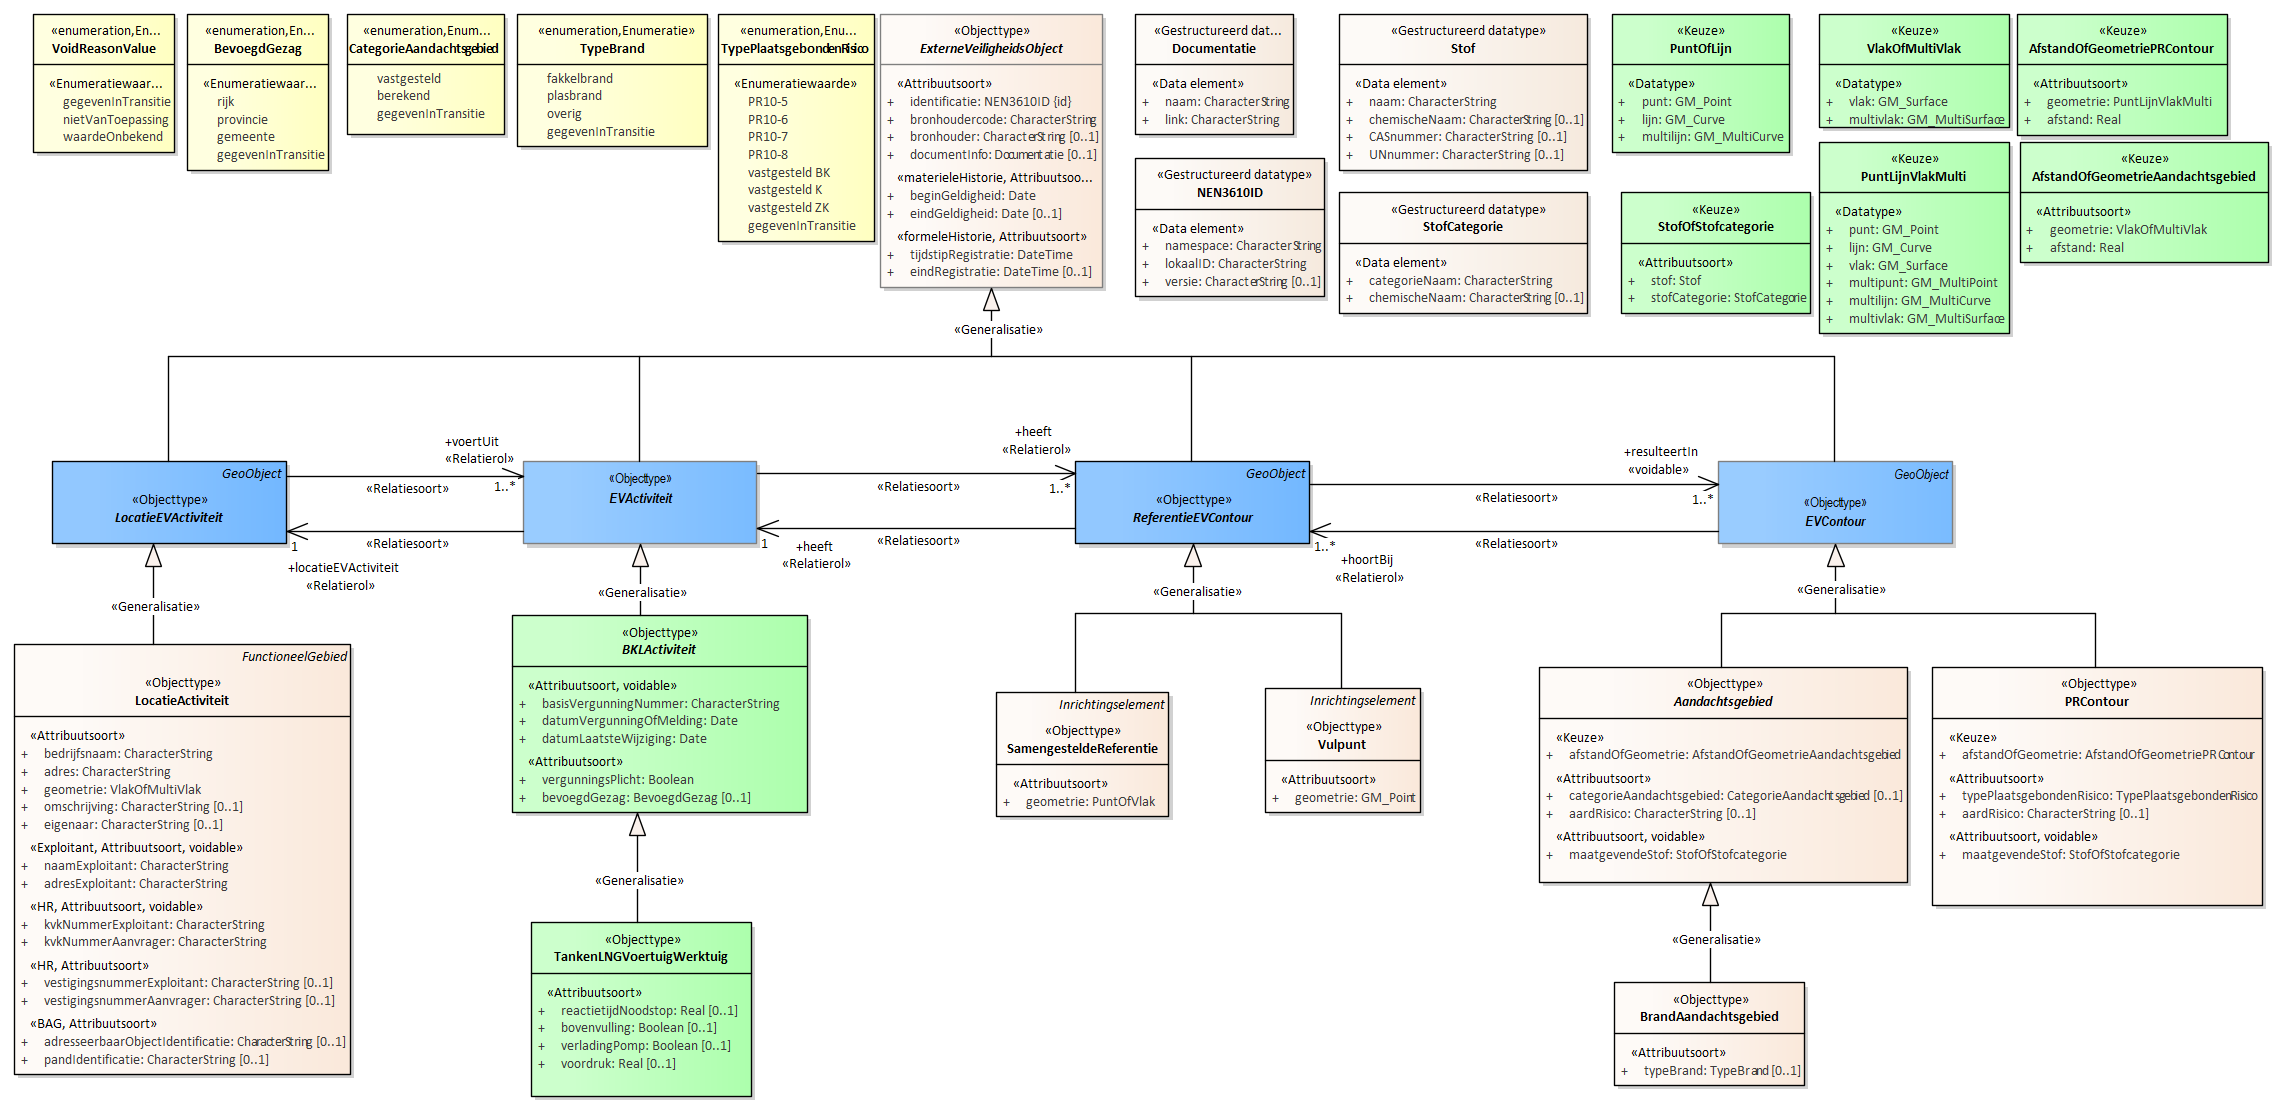 «enumeration,En...
VoidReasonValue
«Enumeratiewaar...
gegevenInTransitie
nietVanToepassing
waardeOnbekend
«enumeration,En...
BevoegdGezag
«Enumeratiewaar...
rijk
provincie
gemeente
gegevenInTransitie
«enumeration,Enum...
CategorieAandachtsgebied
vastgesteld
berekend
gegevenInTransitie
«enumeration,Enumeratie»
TypeBrand
fakkelbrand
plasbrand
overig
gegevenInTransitie
«enumeration,Enu...
TypePlaatsgebondenRisico
«Enumeratiewaarde»
PR10-5
PR10-6
PR10-7
PR10-8
vastgesteld BK
vastgesteld K
vastgesteld ZK
gegevenInTransitie
«Objecttype»
ExterneVeiligheidsObject
«Attribuutsoort»
+ identificatie: NEN3610ID {id}
+ bronhoudercode: CharacterString
+ bronhouder: CharacterString [0..1]
+ documentInfo: Documentatie [0..1]
«materieleHistorie, Attribuutsoo...
+ beginGeldigheid: Date
+ eindGeldigheid: Date [0..1]
«formeleHistorie, Attribuutsoort»
+ tijdstipRegistratie: DateTime
+ eindRegistratie: DateTime [0..1]
«Gestructureerd dat...
Documentatie
«Data element»
+ naam: CharacterString
+ link: CharacterString
«Gestructureerd datatype»
NEN3610ID
«Data element»
+ namespace: CharacterString
+ lokaalID: CharacterString
+ versie: CharacterString [0..1]
«Gestructureerd datatype»
Stof
«Data element»
+ naam: CharacterString
+ chemischeNaam: CharacterString [0..1]
+ CASnummer: CharacterString [0..1]
+ UNnummer: CharacterString [0..1]
«Gestructureerd datatype»
StofCategorie
«Data element»
+ categorieNaam: CharacterString
+ chemischeNaam: CharacterString [0..1]
«Keuze»
PuntOfLijn
«Datatype»
+ punt: GM_Point
+ lijn: GM_Curve
+ multilijn: GM_MultiCurve
«Keuze»
StofOfStofcategorie
«Attribuutsoort»
+ stof: Stof
+ stofCategorie: StofCategorie
«Keuze»
VlakOfMultiVlak
«Datatype»
+ vlak: GM_Surface
+ multivlak: GM_MultiSurface
«Keuze»
PuntLijnVlakMulti
«Datatype»
+ punt: GM_Point
+ lijn: GM_Curve
+ vlak: GM_Surface
+ multipunt: GM_MultiPoint
+ multilijn: GM_MultiCurve
+ multivlak: GM_MultiSurface
«Keuze»
AfstandOfGeometriePRContour
«Attribuutsoort»
+ geometrie: PuntLijnVlakMulti
+ afstand: Real
«Keuze»
AfstandOfGeometrieAandachtsgebied
«Attribuutsoort»
+ geometrie: VlakOfMultiVlak
+ afstand: Real
«Generalisatie»
GeoObject
«Objecttype»
LocatieEVActiviteit
+voertUit
«Relatierol»
1..*
«Relatiesoort»
«Relatiesoort»
1
+locatieEVActiviteit
«Relatierol»
«Objecttype»
EVActiviteit
+heeft
«Relatierol»
1..*
«Relatiesoort»
«Relatiesoort»
1
+heeft
«Relatierol»
GeoObject
«Objecttype»
ReferentieEVContour
+resulteertIn
«voidable»
1..*
«Relatiesoort»
«Relatiesoort»
1..*
+hoortBij
«Relatierol»
GeoObject
«Objecttype»
EVContour
«Generalisatie»
«Generalisatie»
«Generalisatie»
«Generalisatie»
FunctioneelGebied
«Objecttype»
LocatieActiviteit
«Attribuutsoort»
+ bedrijfsnaam: CharacterString
+ adres: CharacterString
+ geometrie: VlakOfMultiVlak
+ omschrijving: CharacterString [0..1]
+ eigenaar: CharacterString [0..1]
«Exploitant, Attribuutsoort, voidable»
+ naamExploitant: CharacterString
+ adresExploitant: CharacterString
«HR, Attribuutsoort, voidable»
+ kvkNummerExploitant: CharacterString
+ kvkNummerAanvrager: CharacterString
«HR, Attribuutsoort»
+ vestigingsnummerExploitant: CharacterString [0..1]
+ vestigingsnummerAanvrager: CharacterString [0..1]
«BAG, Attribuutsoort»
+ adresseerbaarObjectIdentificatie: CharacterString [0..1]
+ pandIdentificatie: CharacterString [0..1]
«Objecttype»
BKLActiviteit
«Attribuutsoort, voidable»
+ basisVergunningNummer: CharacterString
+ datumVergunningOfMelding: Date
+ datumLaatsteWijziging: Date
«Attribuutsoort»
+ vergunningsPlicht: Boolean
+ bevoegdGezag: BevoegdGezag [0..1]
«Generalisatie»
«Objecttype»
TankenLNGVoertuigWerktuig
«Attribuutsoort»
+ reactietijdNoodstop: Real [0..1]
+ bovenvulling: Boolean [0..1]
+ verladingPomp: Boolean [0..1]
+ voordruk: Real [0..1]
Inrichtingselement
«Objecttype»
SamengesteldeReferentie
«Attribuutsoort»
+ geometrie: PuntOfVlak
Inrichtingselement
«Objecttype»
Vulpunt
«Attribuutsoort»
+ geometrie: GM_Point
«Objecttype»
Aandachtsgebied
«Keuze»
+ afstandOfGeometrie: AfstandOfGeometrieAandachtsgebied
«Attribuutsoort»
+ categorieAandachtsgebied: CategorieAandachtsgebied [0..1]
+ aardRisico: CharacterString [0..1]
«Attribuutsoort, voidable»
+ maatgevendeStof: StofOfStofcategorie
«Objecttype»
PRContour
«Keuze»
+ afstandOfGeometrie: AfstandOfGeometriePRContour
«Attribuutsoort»
+ typePlaatsgebondenRisico: TypePlaatsgebondenRisico
+ aardRisico: CharacterString [0..1]
«Attribuutsoort, voidable»
+ maatgevendeStof: StofOfStofcategorie
«Generalisatie»
«Objecttype»
BrandAandachtsgebied
«Attribuutsoort»
+ typeBrand: TypeBrand [0..1]